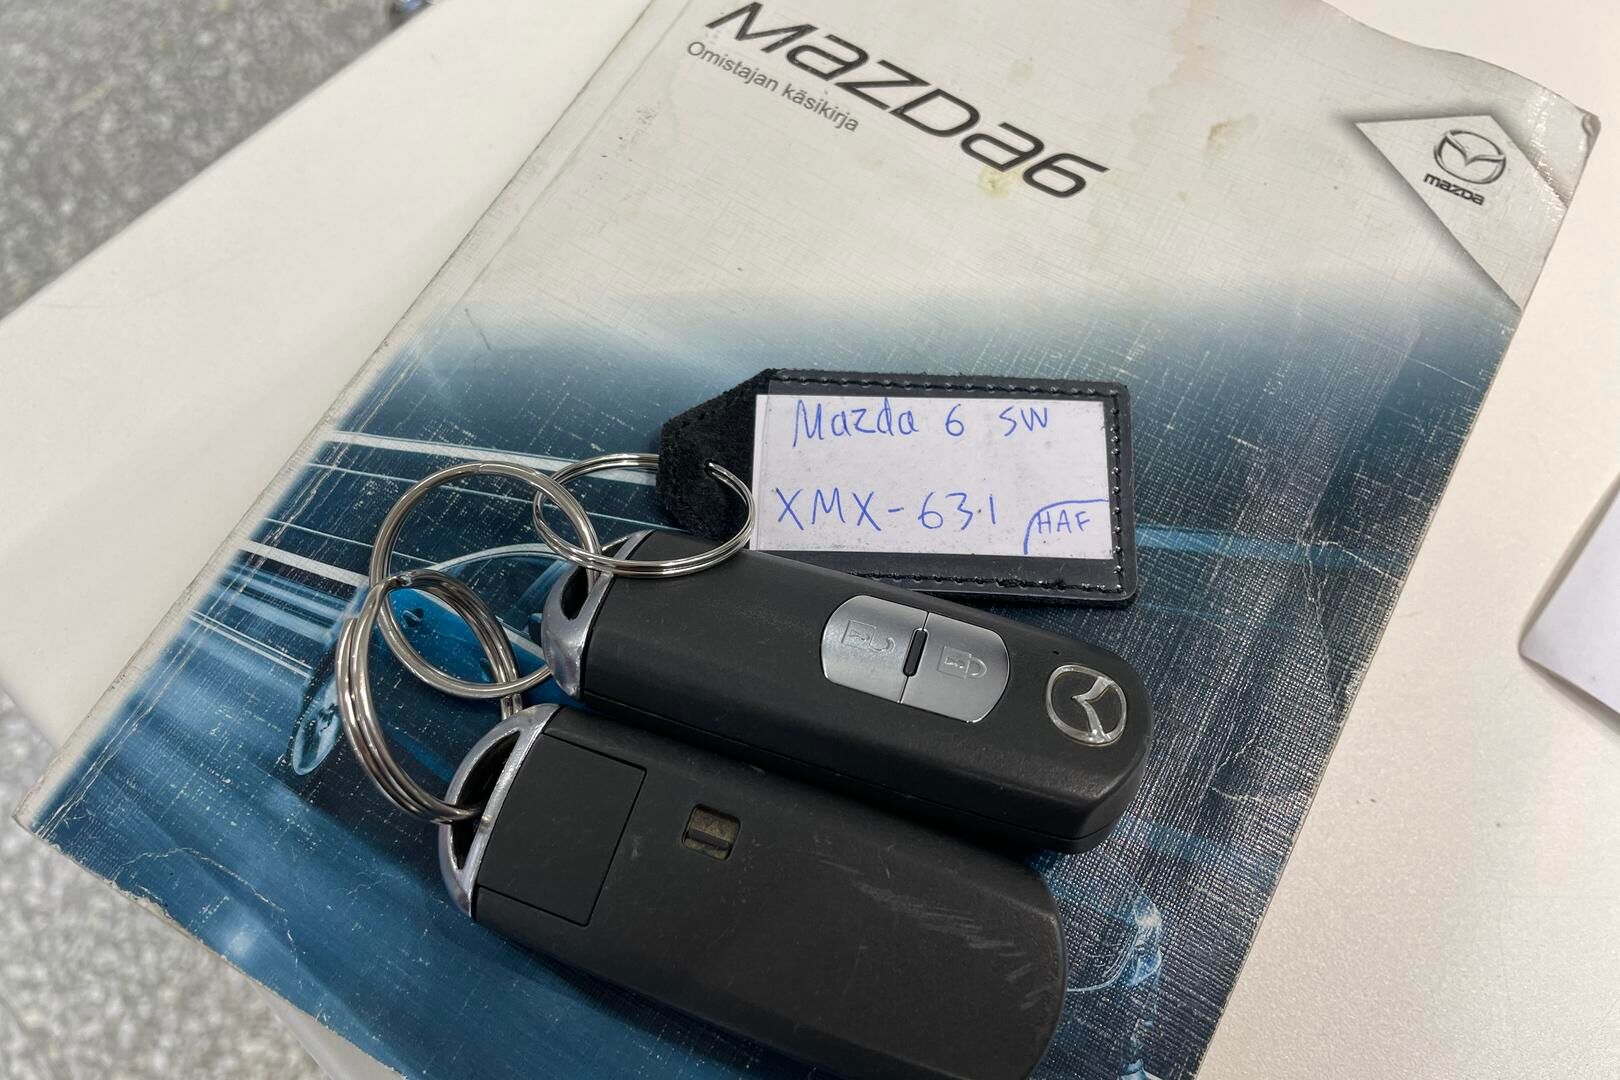 Mazda6
Omistajan käsikirja
mazda
Mazda 6 SW
XMX-631
HAF